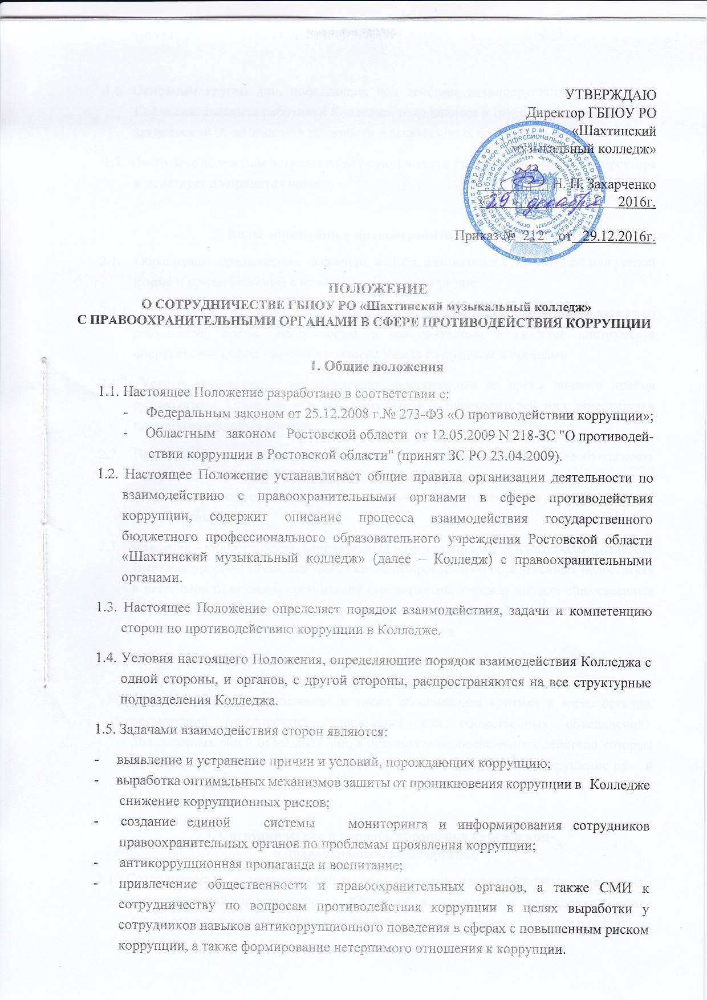 УТВЕРЖДАЮ
Директор ГБПОУ РО
«Шахтинский
музыкальный колледж»
Н. П. Захарченко
«29» декабря 2016г.
Приказ № 212 от 29.12.2016г.
ПОЛОЖЕНИЕ
О СОТРУДНИЧЕСТВЕ ГБПОУ РО «Шахтинский музыкальный колледж»
С ПРАВООХРАНИТЕЛЬНЫМИ ОРГАНАМИ В СФЕРЕ ПРОТИВОДЕЙСТВИЯ КОРРУПЦИИ
1. Общие положения
1.1. Настоящее Положение разработано в соответствии с:
- Федеральным законом от 25.12.2008 г.№ 273-ФЗ «О противодействии коррупции»;
- Областным законом Ростовской области от 12.05.2009 N 218-ЗС "О противодей-
ствии коррупции в Ростовской области" (принят ЗС РО 23.04.2009).
1.2. Настоящее Положение устанавливает общие правила организации деятельности по
взаимодействию с правоохранительными органами в сфере противодействия
коррупции, содержит описание процесса взаимодействия государственного
бюджетного профессионального образовательного учреждения Ростовской области
«Шахтинский музыкальный колледж» (далее – Колледж) с правоохранительными
органами.
1.3. Настоящее Положение определяет порядок взаимодействия, задачи и компетенцию
сторон по противодействию коррупции в Колледже.
1.4. Условия настоящего Положения, определяющие порядок взаимодействия Колледжа с
одной стороны, и органов, с другой стороны, распространяются на все структурные
подразделения Колледжа.
1.5. Задачами взаимодействия сторон являются:
- выявление и устранение причин и условий, порождающих коррупцию;
- выработка оптимальных механизмов защиты от проникновения коррупции в Колледже
снижение коррупционных рисков;
- создание единой системы мониторинга и информирования сотрудников
правоохранительных органов по проблемам проявления коррупции;
- антикоррупционная пропаганда и воспитание;
- привлечение общественности и правоохранительных органов, а также СМИ к
сотрудничеству по вопросам противодействия коррупции в целях выработки у
сотрудников навыков антикоррупционного поведения в сферах с повышенным риском
коррупции, а также формирование нетерпимого отношения к коррупции.